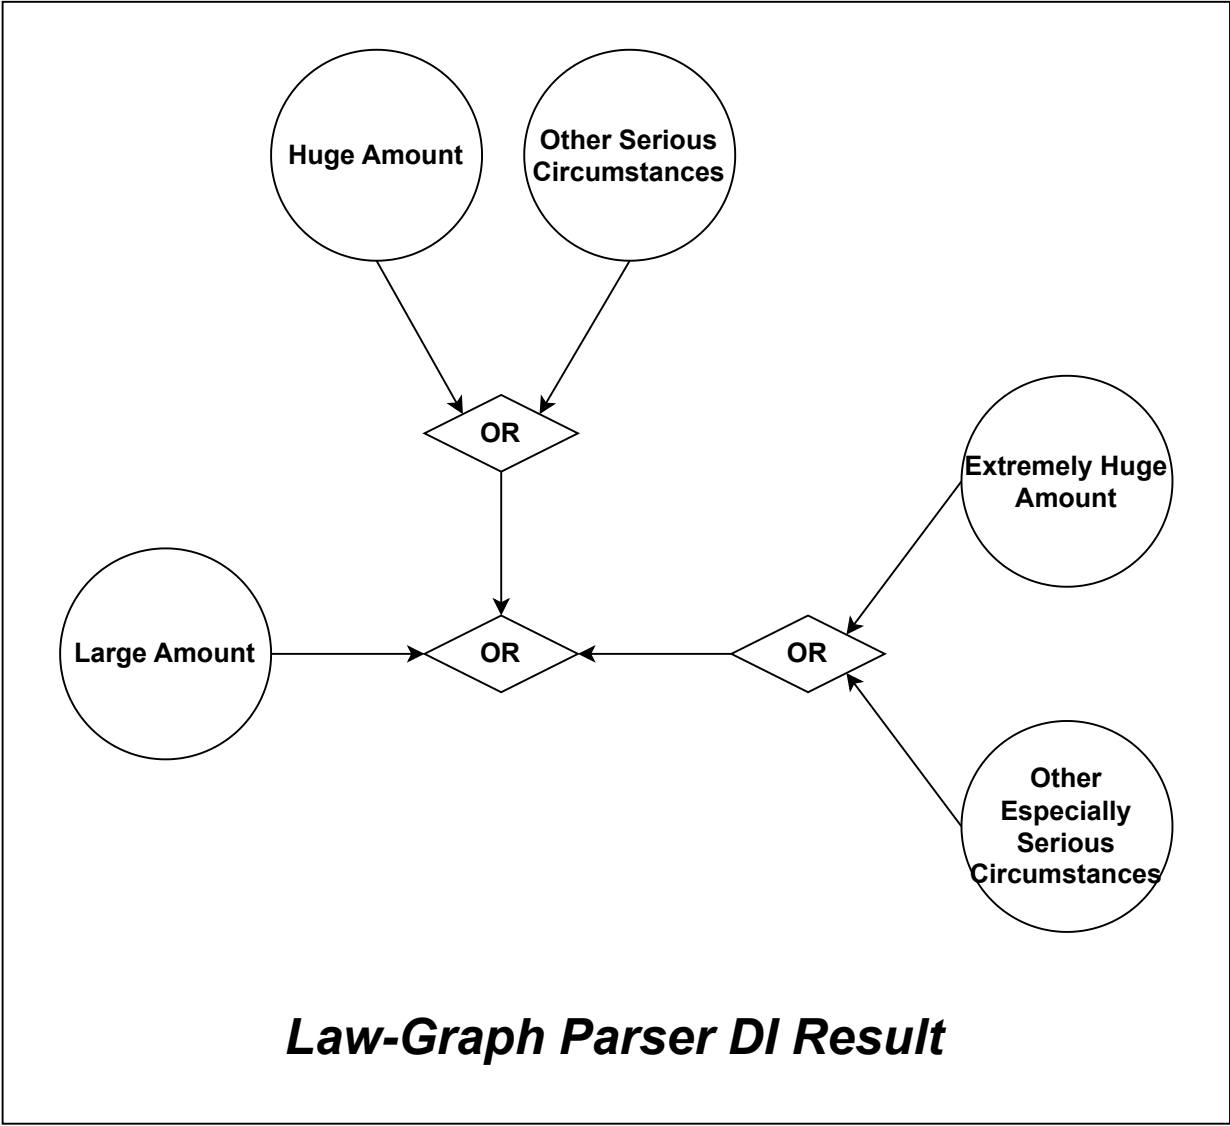 Huge Amount
Other Serious
Circumstances
OR
Extremely Huge
Amount
Large Amount
OR
OR
Other
Especially
Serious
Circumstances
Law-Graph Parser DI Result